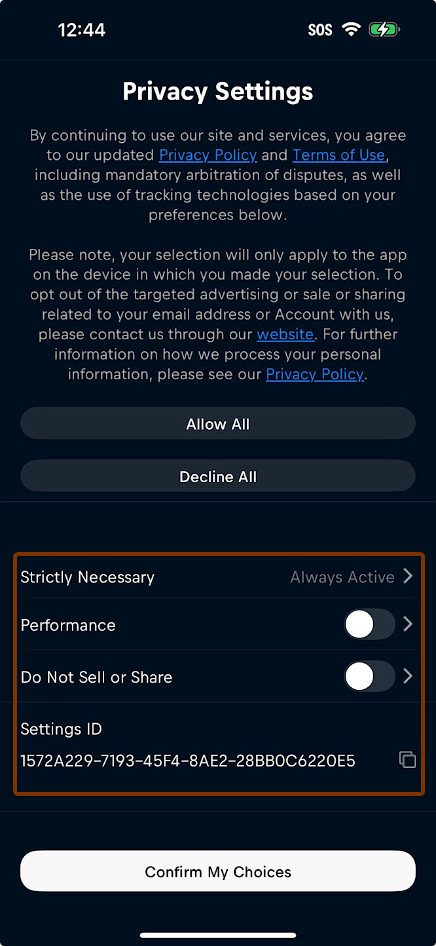 12:44
SOS
Privacy Settings
By continuing to use our site and services, you agree
to our updated Privacy Policy and Terms of Use,
including mandatory arbitration of disputes, as well
as the use of tracking technologies based on your
preferences below.
Please note, your selection will only apply to the app
on the device in which you made your selection. To
opt out of the targeted advertising or sale or sharing
related to your email address or Account with us,
please contact us through our website. For further
information on how we process your personal
information, please see our Privacy Policy.
Allow All
Decline All
Strictly Necessary Always Active
Performance
Do Not Sell or Share
Settings ID
1572A229-7193-45F4-8AE2-28BB0C6220E5
Confirm My Choices